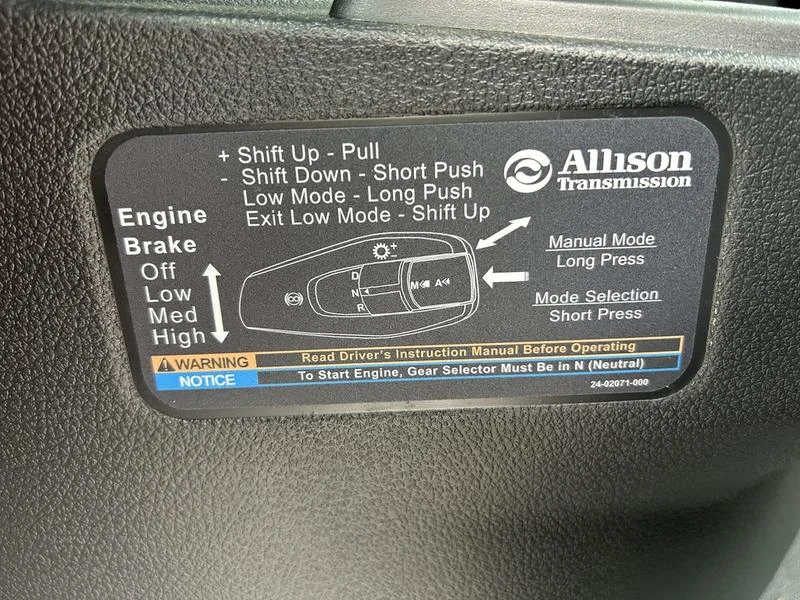 + Shift Up - Pull
- Shift Down - Short Push
Low Mode - Long Push
Exit Low Mode - Shift Up
Allison
Transmission
Engine
Brake
Off
Low
Med
High
Manual Mode
Long Press
Mode Selection
Short Press
+
-
D
N
R
M
A
WARNING
Read Driver's Instruction Manual Before Operating
NOTICE
To Start Engine, Gear Selector Must Be in N (Neutral)
24-02071-000